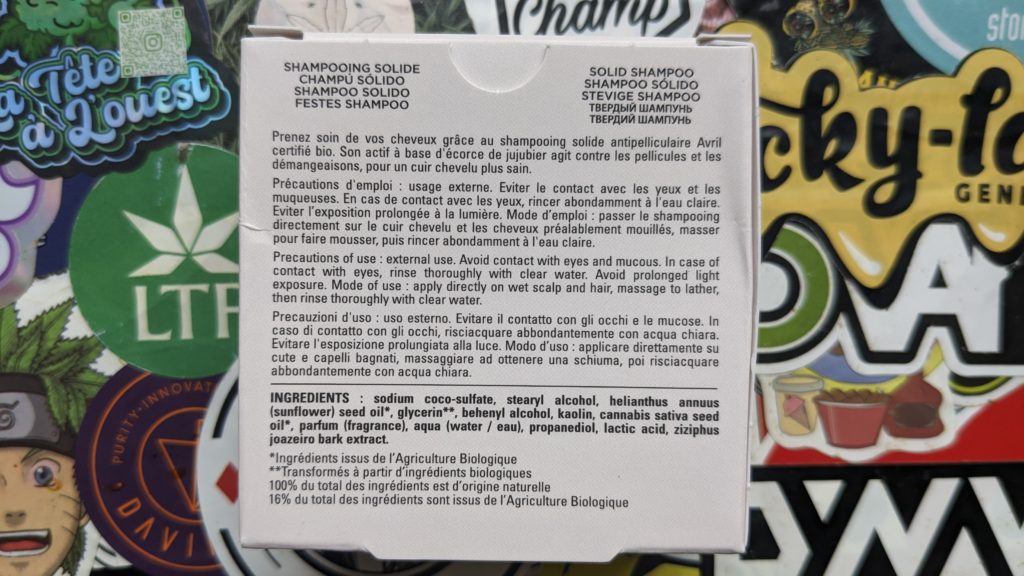 Champ
sto
Tête
à L'ouest
cky-la
GENE
LTF
OA
PURITY-INNOVAT
DAVI
SHAMPOOING SOLIDE
CHAMPÚ SÓLIDO
SHAMPOO SOLIDO
FESTES SHAMPOO
SOLID SHAMPOO
SHAMPOO SÓLIDO
STEVIGE SHAMPOO
ТВЕРДЫЙ ШАМПУНЬ
ТВЕРДИЙ ШАМПУНЬ
Prenez soin de vos cheveux grâce au shampooing solide antipelliculaire Avril
certifié bio. Son actif à base d'écorce de jujubier agit contre les pellicules et les
démangeaisons, pour un cuir chevelu plus sain.
Précautions d'emploi : usage externe. Eviter le contact avec les yeux et les
muqueuses. En cas de contact avec les yeux, rincer abondamment à l'eau claire.
Eviter l'exposition prolongée à la lumière. Mode d'emploi : passer le shampooing
directement sur le cuir chevelu et les cheveux préalablement mouillés, masser
pour faire mousser, puis rincer abondamment à l'eau claire.
Precautions of use : external use. Avoid contact with eyes and mucous. In case of
contact with eyes, rinse thoroughly with clear water. Avoid prolonged light
exposure. Mode of use : apply directly on wet scalp and hair, massage to lather,
then rinse thoroughly with clear water.
Precauzioni d'uso : uso esterno. Evitare il contatto con gli occhi e le mucose. In
caso di contatto con gli occhi, risciacquare abbondantemente con acqua chiara.
Evitare l'esposizione prolungiata alla luce. Modo d'uso : applicare direttamente su
cute e capelli bagnati, massaggiare ad ottenere una schiuma, poi risciacquare
abbondantemente con acqua chiara.
INGREDIENTS : sodium coco-sulfate, stearyl alcohol, helianthus annuus
(sunflower) seed oil*, glycerin**, behenyl alcohol, kaolin, cannabis sativa seed
oil*, parfum (fragrance), aqua (water / eau), propanediol, lactic acid, ziziphus
joazeiro bark extract.
*Ingrédients issus de l'Agriculture Biologique
**Transformés à partir d'ingrédients biologiques
100% du total des ingrédients est d'origine naturelle
16% du total des ingrédients sont issus de l'Agriculture Biologique